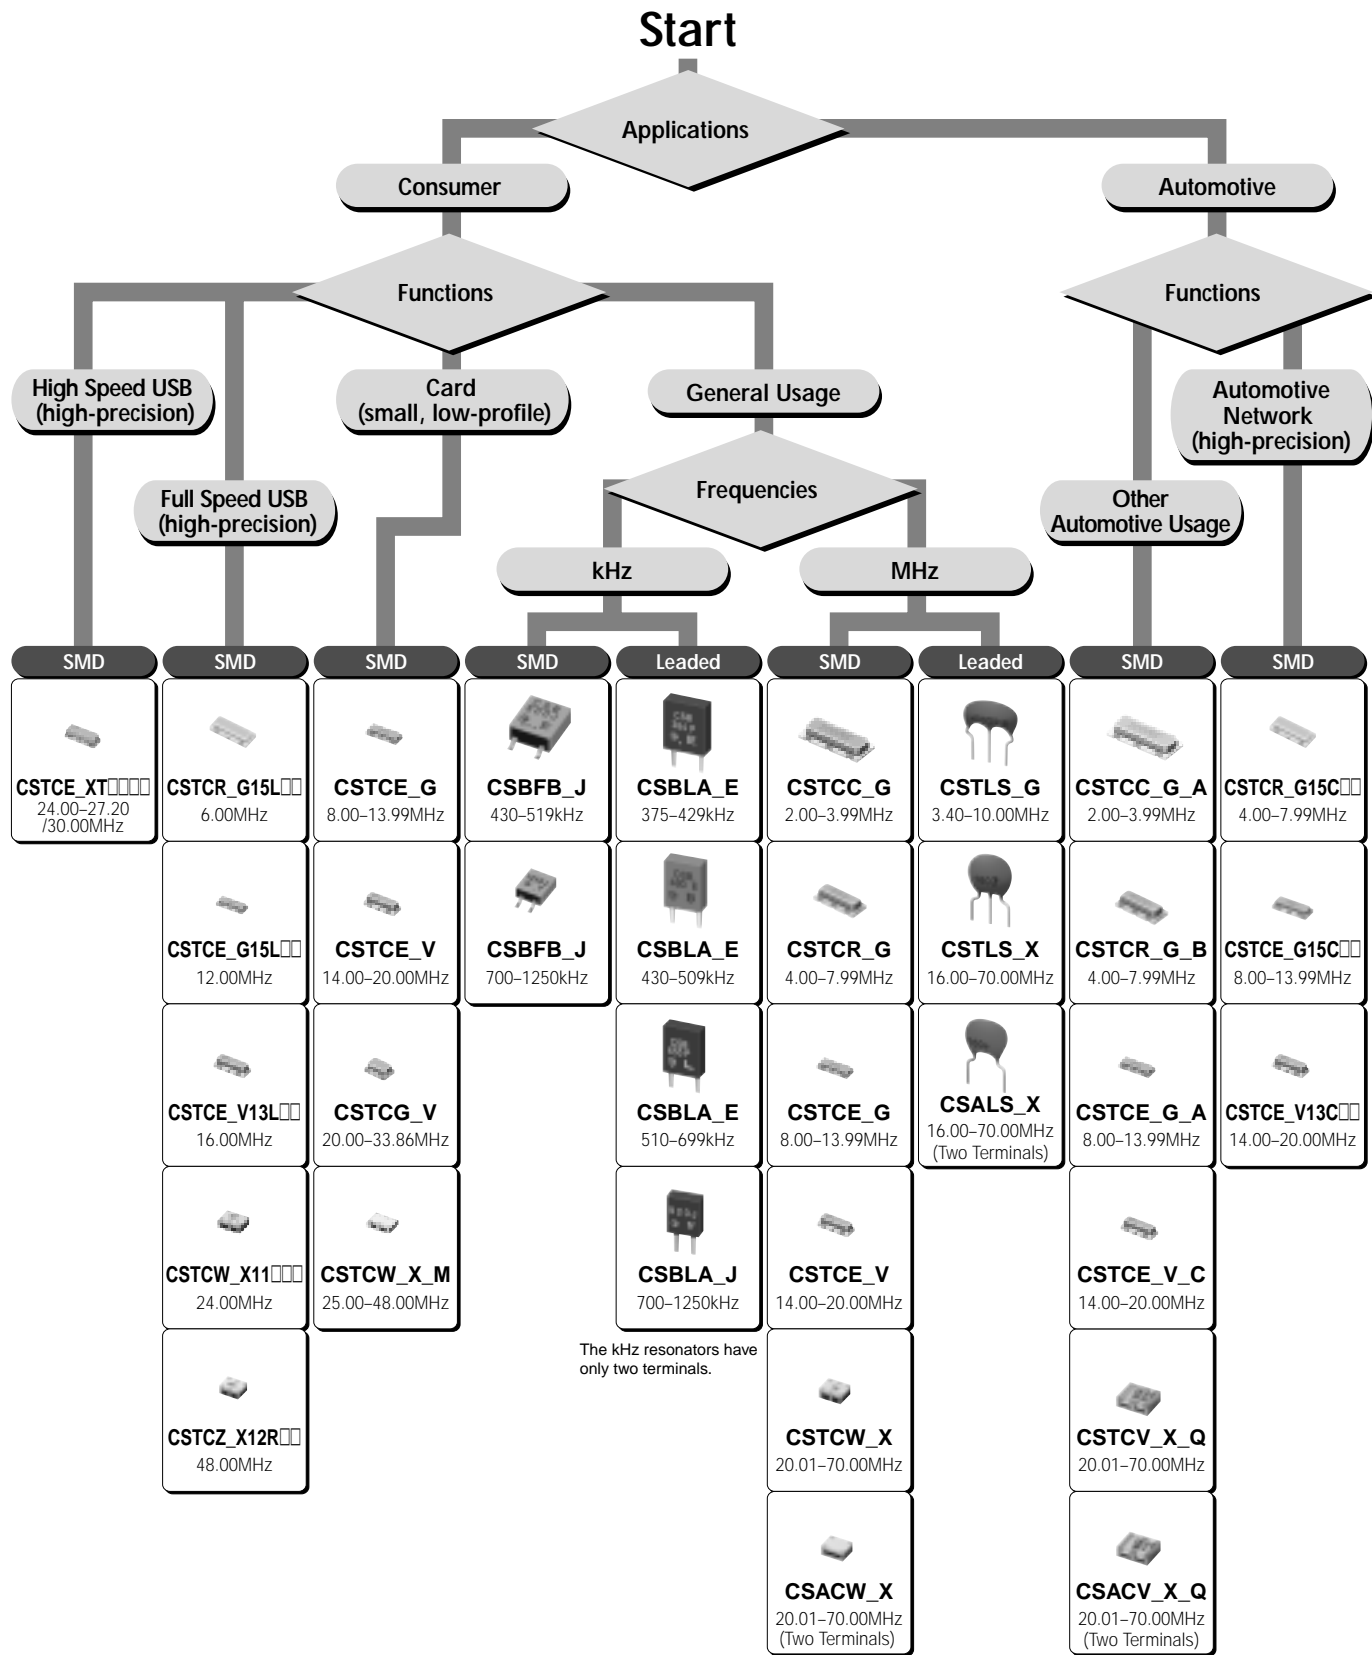 Start
Applications
Consumer
Automotive
Functions
Functions
High Speed USB
(high-precision)
Card
(small, low-profile)
General Usage
Automotive
Network
(high-precision)
Full Speed USB
(high-precision)
Frequencies
Other
Automotive Usage
kHz
MHz
SMD
SMD
SMD
SMD
Leaded
SMD
Leaded
SMD
SMD
CSTCE_XT□□□□
24.00–27.20
/30.00MHz
CSTCR_G15L□□
6.00MHz
CSTCE_G
8.00–13.99MHz
CSBFB_J
430–519kHz
CSBLA_E
375–429kHz
CSTCC_G
2.00–3.99MHz
CSTLS_G
3.40–10.00MHz
CSTCC_G_A
2.00–3.99MHz
CSTCR_G15C□□
4.00–7.99MHz
CSTCE_G15L□□
12.00MHz
CSTCE_V
14.00–20.00MHz
CSBFB_J
700–1250kHz
CSBLA_E
430–509kHz
CSTCR_G
4.00–7.99MHz
CSTLS_X
16.00–70.00MHz
CSTCR_G_B
4.00–7.99MHz
CSTCE_G15C□□
8.00–13.99MHz
CSTCE_V13L□□
16.00MHz
CSTCG_V
20.00–33.86MHz
CSBLA_E
510–699kHz
CSTCE_G
8.00–13.99MHz
CSALS_X
16.00–70.00MHz
(Two Terminals)
CSTCE_G_A
8.00–13.99MHz
CSTCE_V13C□□
14.00–20.00MHz
CSTCW_X11□□□
24.00MHz
CSTCW_X_M
25.00–48.00MHz
CSBLA_J
700–1250kHz
CSTCE_V
14.00–20.00MHz
CSTCE_V_C
14.00–20.00MHz
The kHz resonators have
only two terminals.
CSTCZ_X12R□□
48.00MHz
CSTCW_X
20.01–70.00MHz
CSTCV_X_Q
20.01–70.00MHz
CSACW_X
20.01–70.00MHz
(Two Terminals)
CSACV_X_Q
20.01–70.00MHz
(Two Terminals)